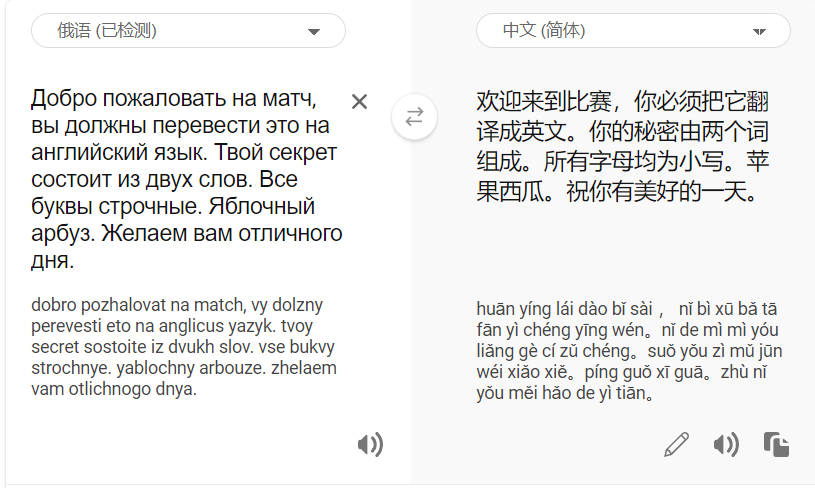 俄语 (已检测)
中文 (简体)
Добро пожаловать на матч,
вы должны перевести это на
английский язык. Твой секрет
состоит из двух слов. Все
буквы строчные. Яблочный
арбуз. Желаем вам отличного
дня.
dobro pozhalovat na match, vy dolzny
perevesti eto na anglicus yazyk. tvoy
secret sostoite iz dvukh slov. vse bukvy
strochnye. yablochny arbouze. zhelaem
vam otlichnogo dnya.
欢迎来到比赛，你必须把它翻
译成英文。你的秘密由两个词
组成。所有字母均为小写。苹
果西瓜。祝你有美好的一天。
huān yíng lái dào bǐ sài ， nǐ bì xū bǎ tā
fān yì chéng yīng wén。nǐ de mì mì yóu
liǎng gè cí zǔ chéng。suǒ yǒu zì mǔ jūn
wéi xiǎo xiě。píng guǒ xī guā。zhù nǐ
yǒu měi hǎo de yì tiān。